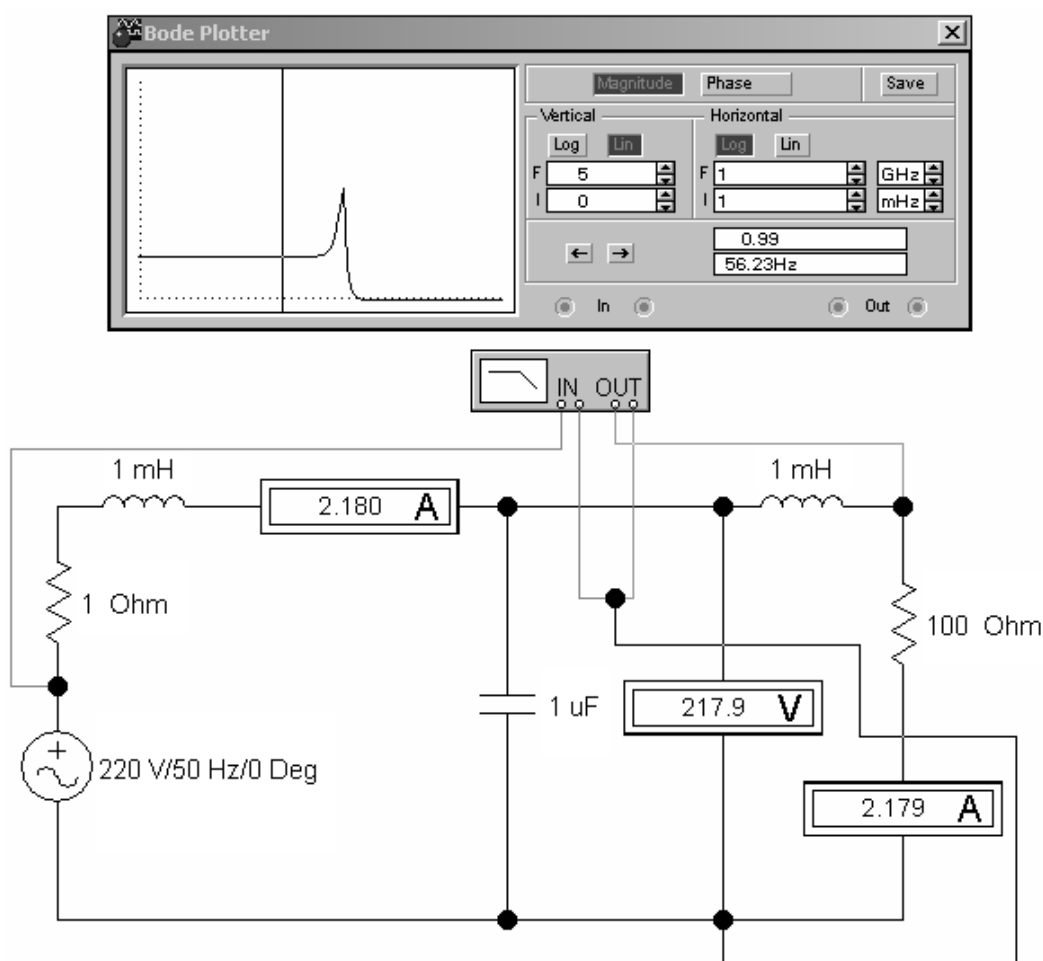 Bode Plotter
Magnitude Phase Save
Vertical Horizontal
Log Lin Log Lin
F 5 F 1 GHz
I 0 I 1 mHz
0.99
56.23Hz
In Out
IN OUT
1 mH 1 mH
2.180 A
1 Ohm
100 Ohm
1 uF
217.9 V
220 V/50 Hz/0 Deg
2.179 A